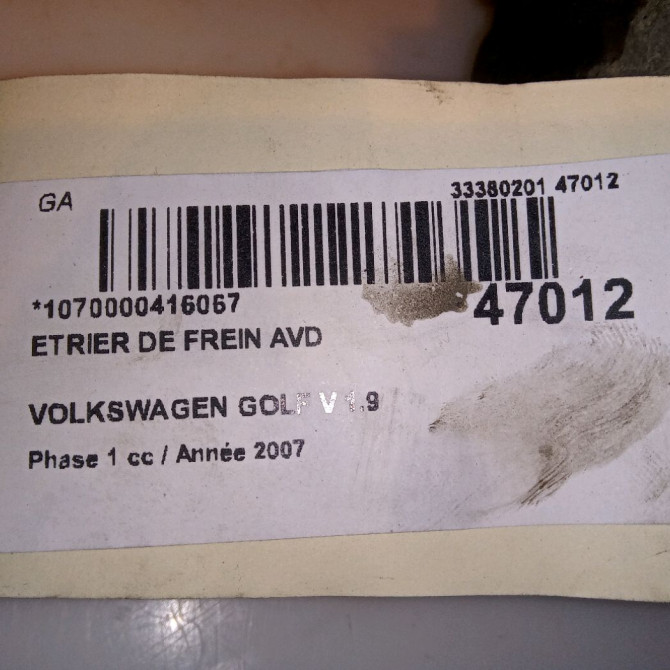 GA
33380201 47012
*1070000416067
47012
ETRIER DE FREIN AVD
VOLKSWAGEN GOLF V 1.9
Phase 1 cc / Année 2007